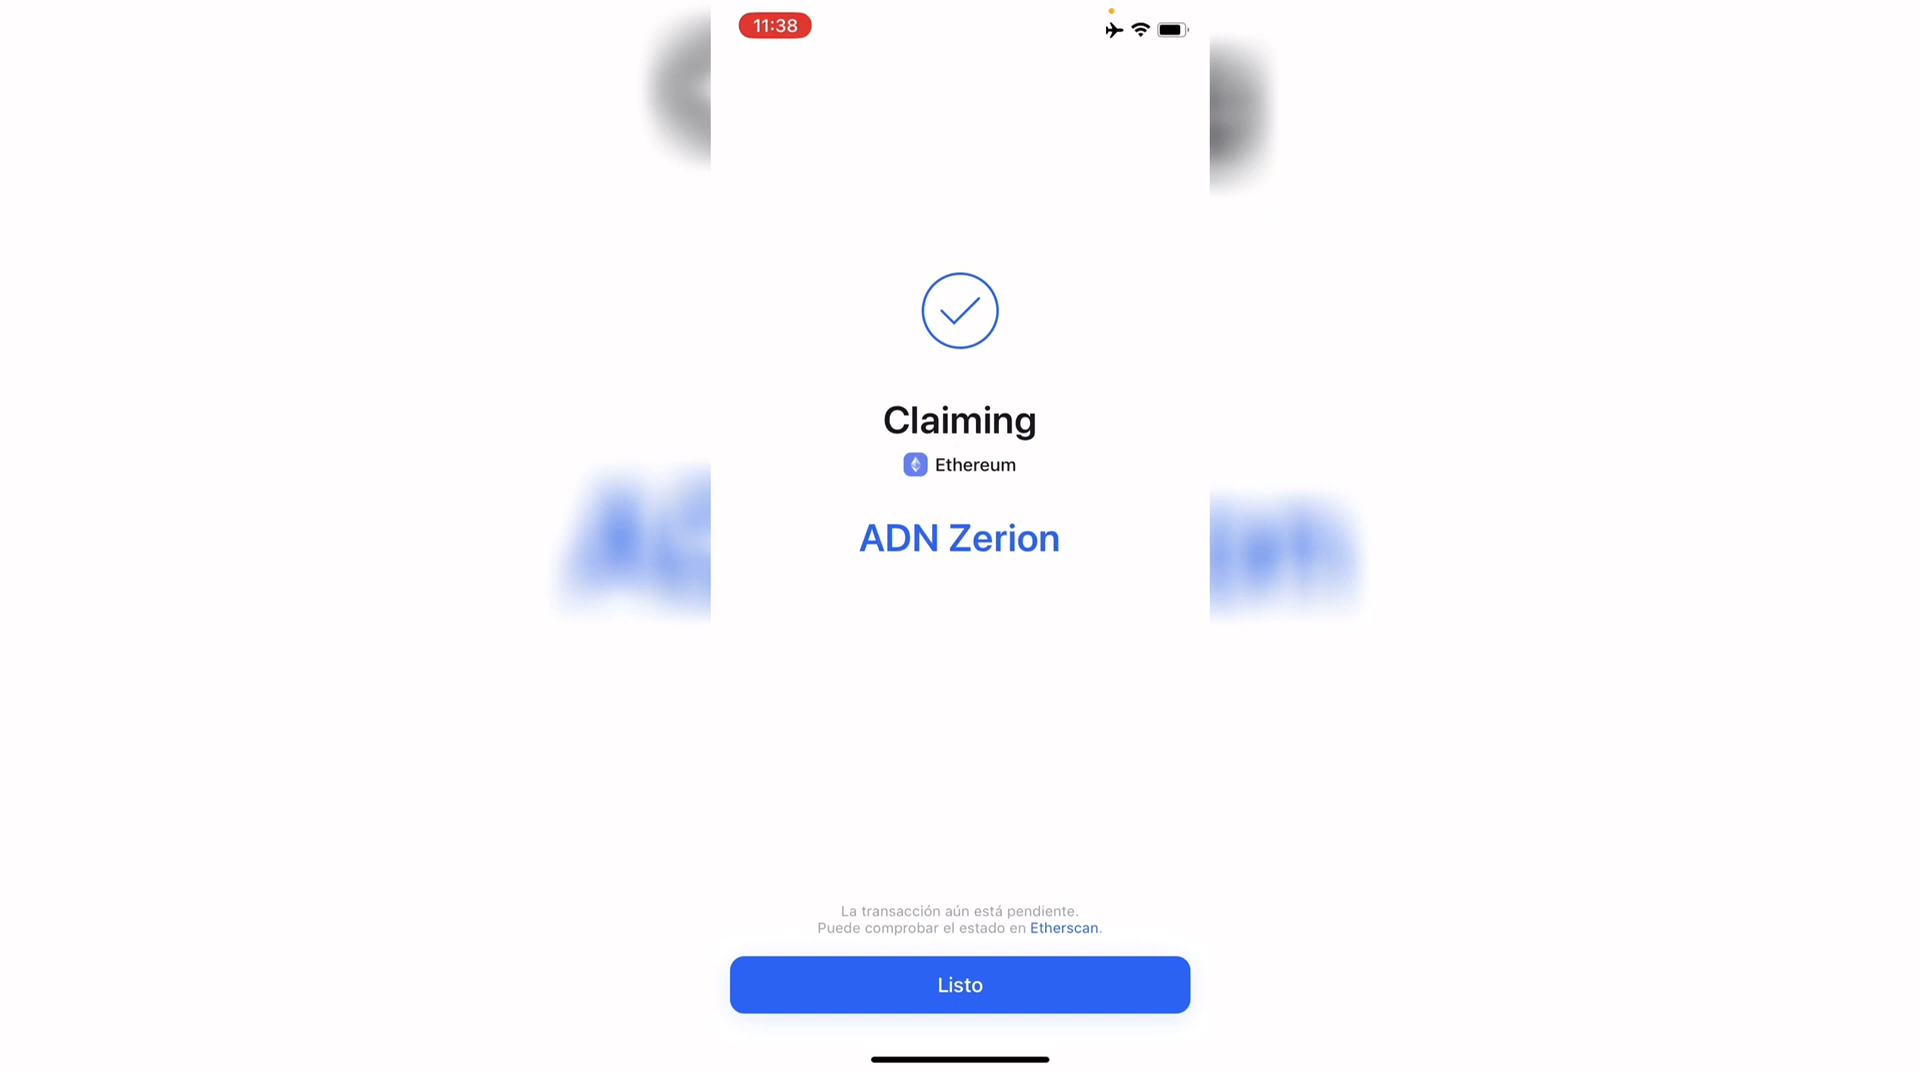 11:38
Claiming
Ethereum
ADN Zerion
La transacción aún está pendiente.
Puede comprobar el estado en Etherscan.
Listo